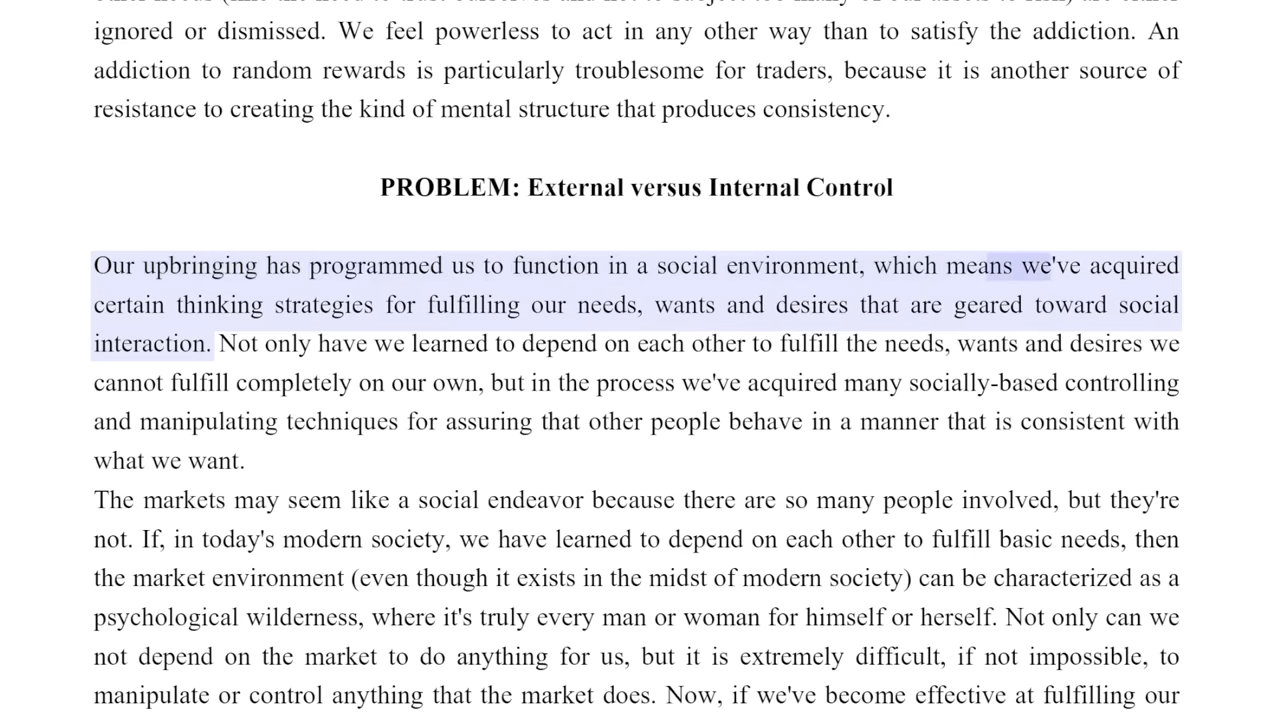 ignored or dismissed. We feel powerless to act in any other way than to satisfy the addiction. An
addiction to random rewards is particularly troublesome for traders, because it is another source of
resistance to creating the kind of mental structure that produces consistency.
PROBLEM: External versus Internal Control
Our upbringing has programmed us to function in a social environment, which means we've acquired
certain thinking strategies for fulfilling our needs, wants and desires that are geared toward social
interaction. Not only have we learned to depend on each other to fulfill the needs, wants and desires we
cannot fulfill completely on our own, but in the process we've acquired many socially-based controlling
and manipulating techniques for assuring that other people behave in a manner that is consistent with
what we want.
The markets may seem like a social endeavor because there are so many people involved, but they're
not. If, in today's modern society, we have learned to depend on each other to fulfill basic needs, then
the market environment (even though it exists in the midst of modern society) can be characterized as a
psychological wilderness, where it's truly every man or woman for himself or herself. Not only can we
not depend on the market to do anything for us, but it is extremely difficult, if not impossible, to
manipulate or control anything that the market does. Now, if we've become effective at fulfilling our